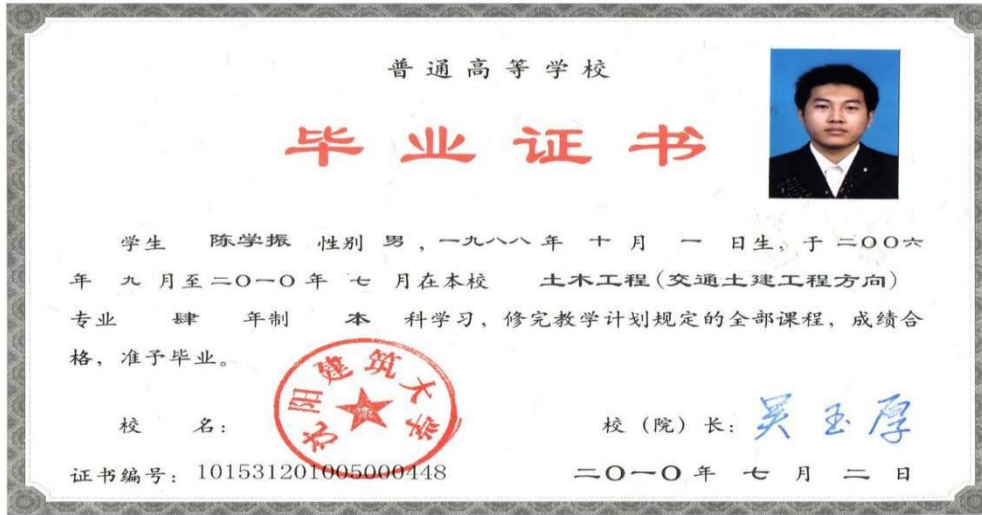 普通高等学校
毕业证书
学生 陈学振 性别 男，一九八八 年 十 月 一 日生，于 二〇〇六
年 九 月至 二〇一〇 年 七 月在本校 土木工程(交通土建工程方向)
专业 肆 年制 本 科学习，修完教学计划规定的全部课程，成绩合
格，准予毕业。
沈阳建筑大学
校 名： 校（院）长：吴玉厚
证书编号：101531201005000448 二〇一〇 年 七 月 二 日